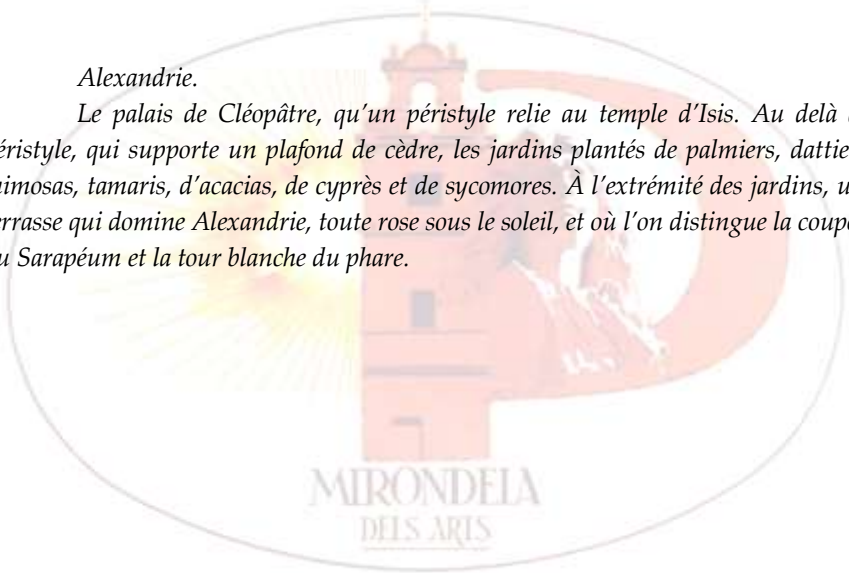 Alexandrie.
Le palais de Cléopâtre, qu’un péristyle relie au temple d’Isis. Au delà
éristyle, qui supporte un plafond de cèdre, les jardins plantés de palmiers, dattie
imosas, tamaris, d’acacias, de cyprès et de sycomores. À l’extrémité des jardins, u
errasse qui domine Alexandrie, toute rose sous le soleil, et où l’on distingue la coup
u Sarapéum et la tour blanche du phare.
MIRONDELA
DELS ARTS